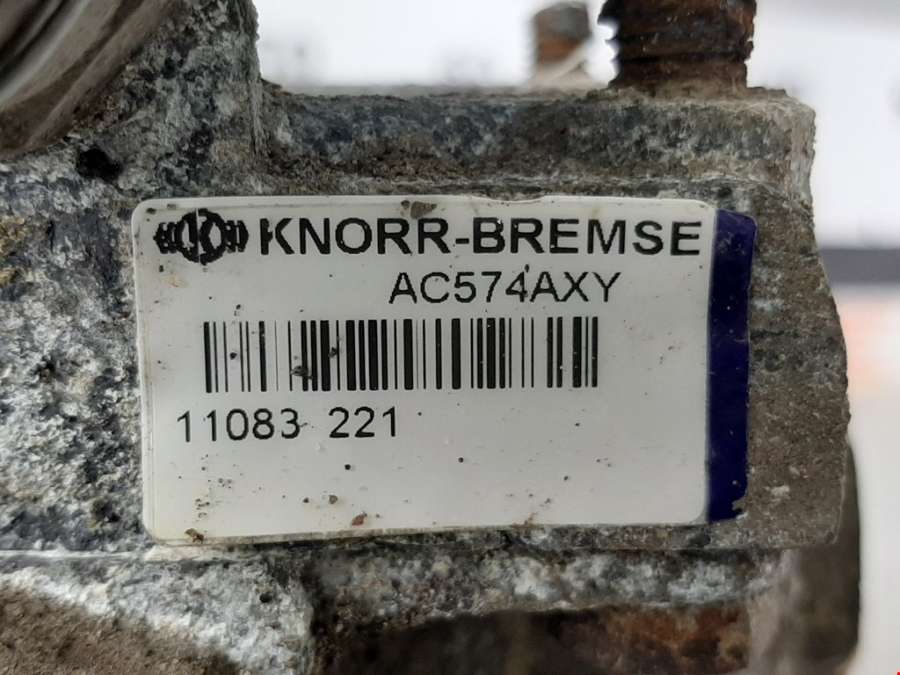 KNORR-BREMSE
AC574AXY
11083 221